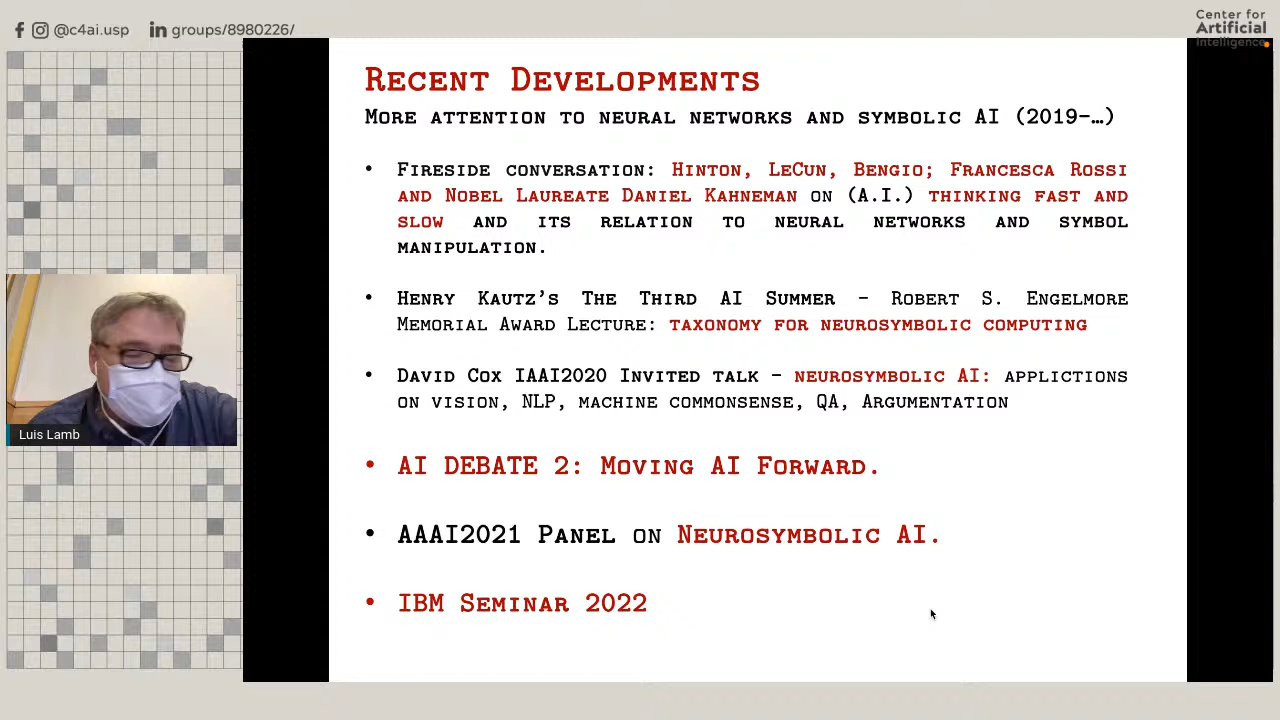 @c4ai.usp in groups/8980226/
Center for
Artificial
Intelligence
Recent Developments
More attention to neural networks and symbolic AI (2019-…)
• Fireside conversation: Hinton, LeCun, Bengio; Francesca Rossi
and Nobel Laureate Daniel Kahneman on (A.I.) thinking fast and
slow and its relation to neural networks and symbol
manipulation.
• Henry Kautz’s The Third AI Summer – Robert S. Engelmore
Memorial Award Lecture: taxonomy for neurosymbolic computing
• David Cox IAAI2020 Invited talk – neurosymbolic AI: applictions
on vision, NLP, machine commonsense, QA, Argumentation
• AI DEBATE 2: Moving AI Forward.
• AAAI2021 Panel on Neurosymbolic AI.
• IBM Seminar 2022
Luis Lamb